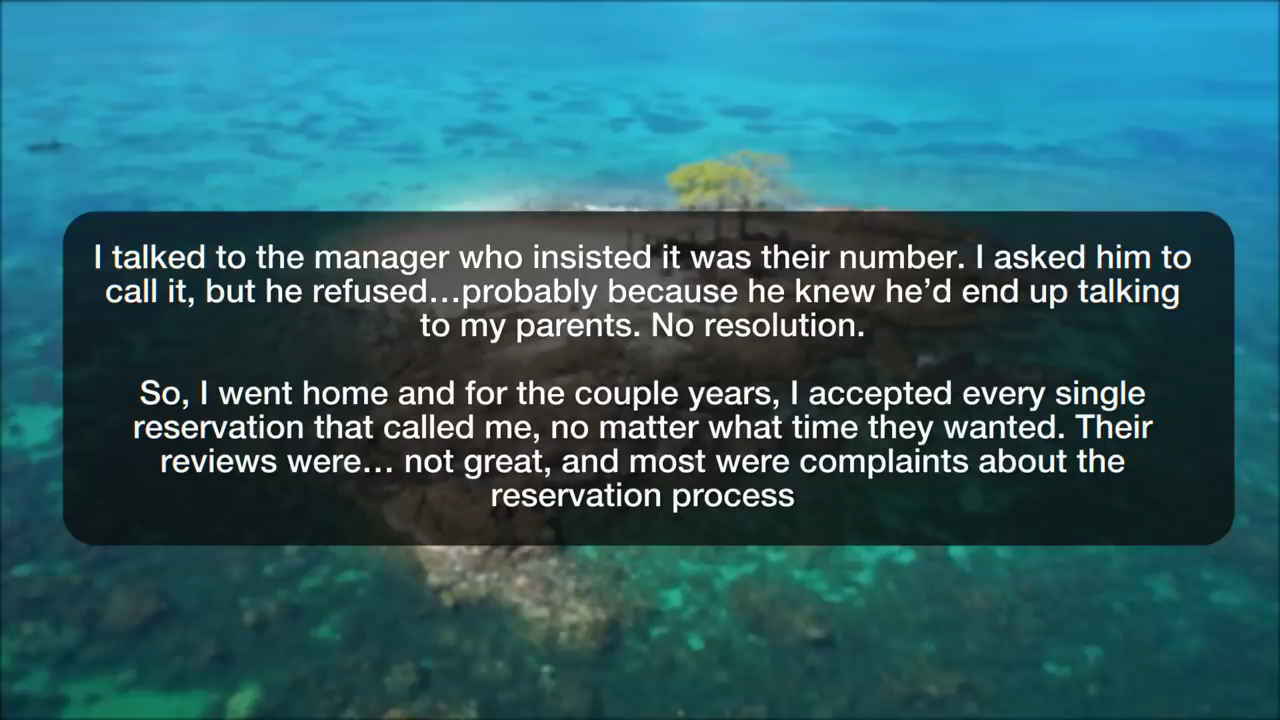 I talked to the manager who insisted it was their number. I asked him to
call it, but he refused…probably because he knew he’d end up talking
to my parents. No resolution.
So, I went home and for the couple years, I accepted every single
reservation that called me, no matter what time they wanted. Their
reviews were… not great, and most were complaints about the
reservation process